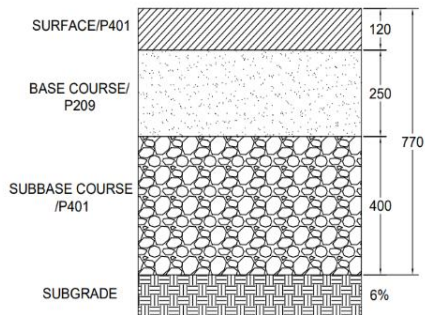 SURFACE/P401
120
BASE COURSE/
P209
250
770
SUBBASE COURSE
/P401
400
SUBGRADE
6%